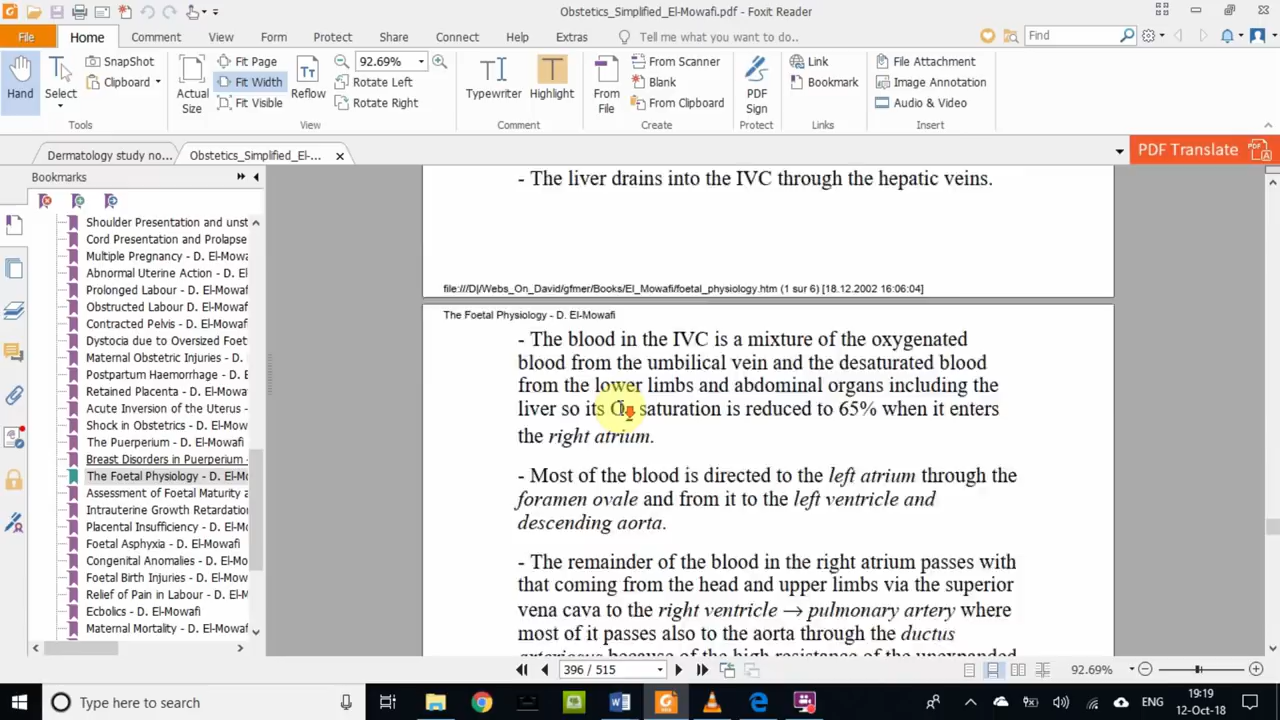 Obstetrics_Simplified_El-Mowafi.pdf - Foxit Reader
File
Home
Comment
View
Form
Protect
Share
Connect
Help
Extras
Tell me what you want to do..
Find
Hand
Select
SnapShot
Clipboard
Actual Size
Fit Page
Fit Width
Fit Visible
Reflow
92.69%
Rotate Left
Rotate Right
Typewriter
Highlight
From File
From Scanner
Blank
From Clipboard
PDF Sign
Link
Bookmark
File Attachment
Image Annotation
Audio & Video
Tools
View
Comment
Create
Protect
Links
Insert
Dermatology study no...
Obstetrics_Simplified_El-...
PDF Translate
Bookmarks
Shoulder Presentation and unst
Cord Presentation and Prolapse
Multiple Pregnancy - D. El-Mowa
Abnormal Uterine Action - D. El
Prolonged Labour - D. El-Mowaf
Obstructed Labour - D. El-Mowa
Contracted Pelvis - D. El-Mowafi
Dystocia due to Oversized Foet
Maternal Obstetric Injuries - D.
Postpartum Haemorrhage - D. E
Retained Placenta - D. El-Mowaf
Acute Inversion of the Uterus -
Shock in Obstetrics - D. El-Mowa
The Puerperium - D. El-Mowafi
Breast Disorders in Puerperium
The Foetal Physiology - D. El-Mo
Assessment of Foetal Maturity a
Intrauterine Growth Retardation
Placental Insufficiency - D. El-Mo
Foetal Asphyxia - D. El-Mowafi
Congenital Anomalies - D. El-Mow
Foetal Birth Injuries - D. El-Mow
Relief of Pain in Labour - D. El-M
Ecbolics - D. El-Mowafi
Maternal Mortality - D. El-Mowaf
- The liver drains into the IVC through the hepatic veins.
file:///D|/Webs_On_David/gfmer/Books/El_Mowafi/foetal_physiology.htm (1 sur 6) [18.12.2002 16:06:04]
The Foetal Physiology - D. El-Mowafi
- The blood in the IVC is a mixture of the oxygenated
blood from the umbilical vein and the desaturated blood
from the lower limbs and abdominal organs including the
liver so its O2 saturation is reduced to 65% when it enters
the right atrium.
- Most of the blood is directed to the left atrium through the
foramen ovale and from it to the left ventricle and
descending aorta.
- The remainder of the blood in the right atrium passes with
that coming from the head and upper limbs via the superior
vena cava to the right ventricle → pulmonary artery where
most of it passes also to the aorta through the ductus
arteriosus because of the high resistance of the unexpanded
396 / 515
92.69%
Type here to search
ENG
19:19
12-Oct-18